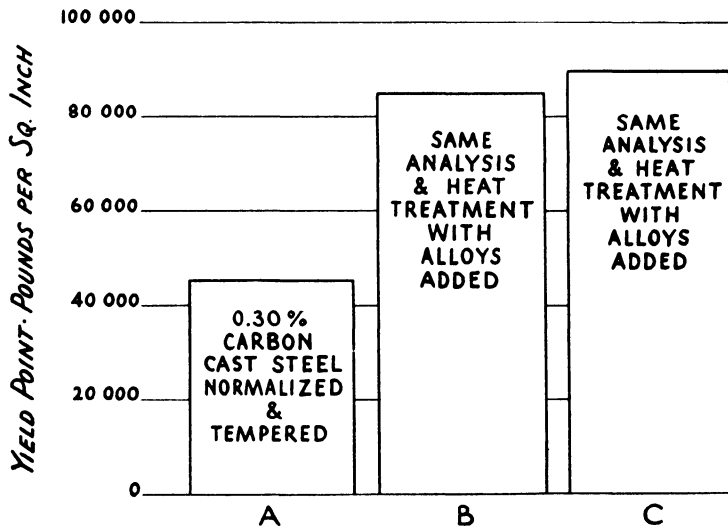 100 000
80 000
60 000
40 000
20 000
0
YIELD POINT-POUNDS PER SQ. INCH
0.30%
CARBON
CAST STEEL
NORMALIZED
&
TEMPERED
SAME
ANALYSIS
& HEAT
TREATMENT
WITH
ALLOYS
ADDED
SAME
ANALYSIS
& HEAT
TREATMENT
WITH
ALLOYS
ADDED
A
B
C